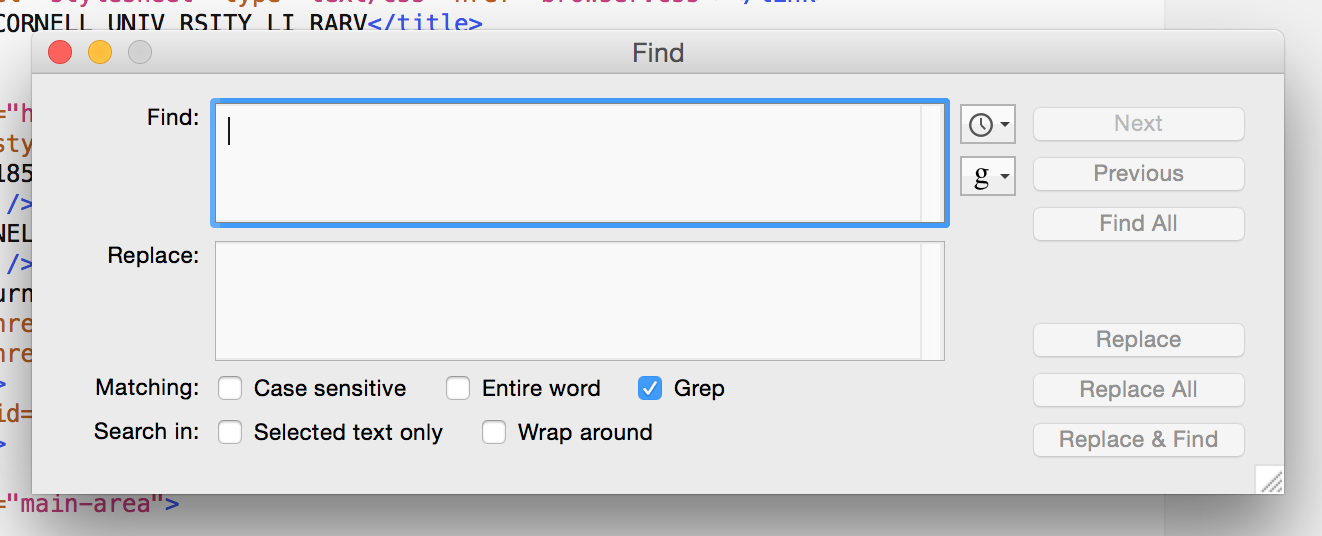 CORNELL UNIV RSITY LI RARV</title>
Find
="h
Find:
Next
sty
g
Previous
185
/>
Find All
NEL
Replace:
/>
urn
hre
hre
Replace
>
Matching:
Case sensitive
Entire word
Grep
Replace All
id=
Search in:
Selected text only
Wrap around
Replace & Find
>
="main-area">